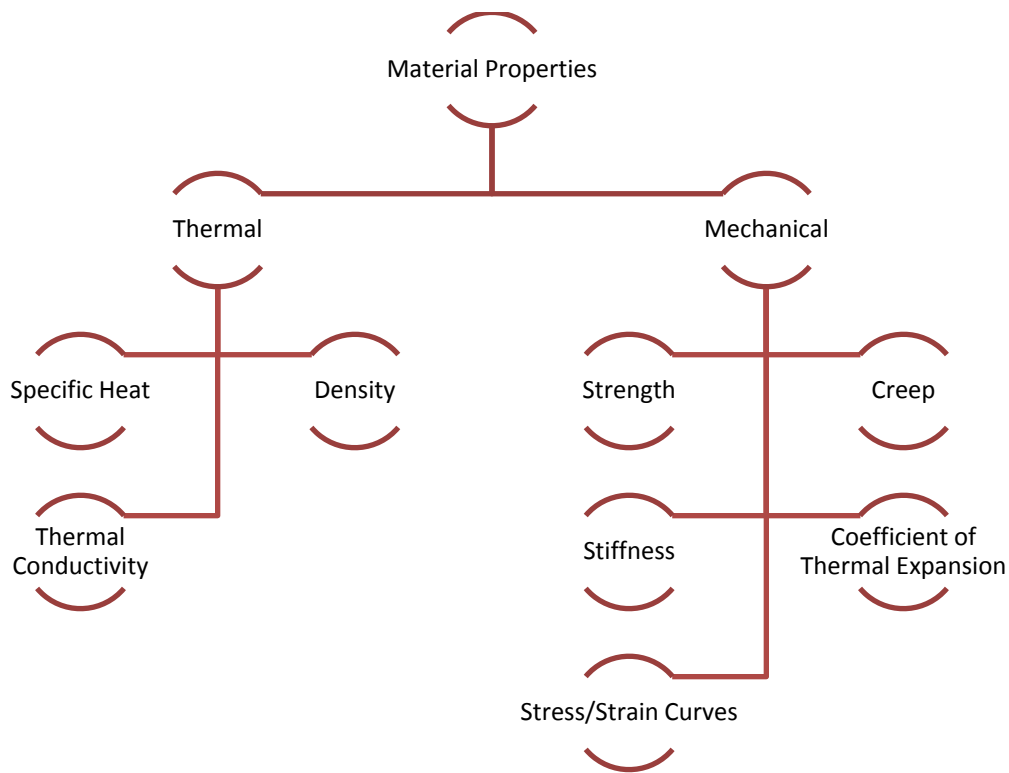 Material Properties
Thermal
Mechanical
Specific Heat
Density
Strength
Creep
Thermal
Conductivity
Stiffness
Coefficient of
Thermal Expansion
Stress/Strain Curves